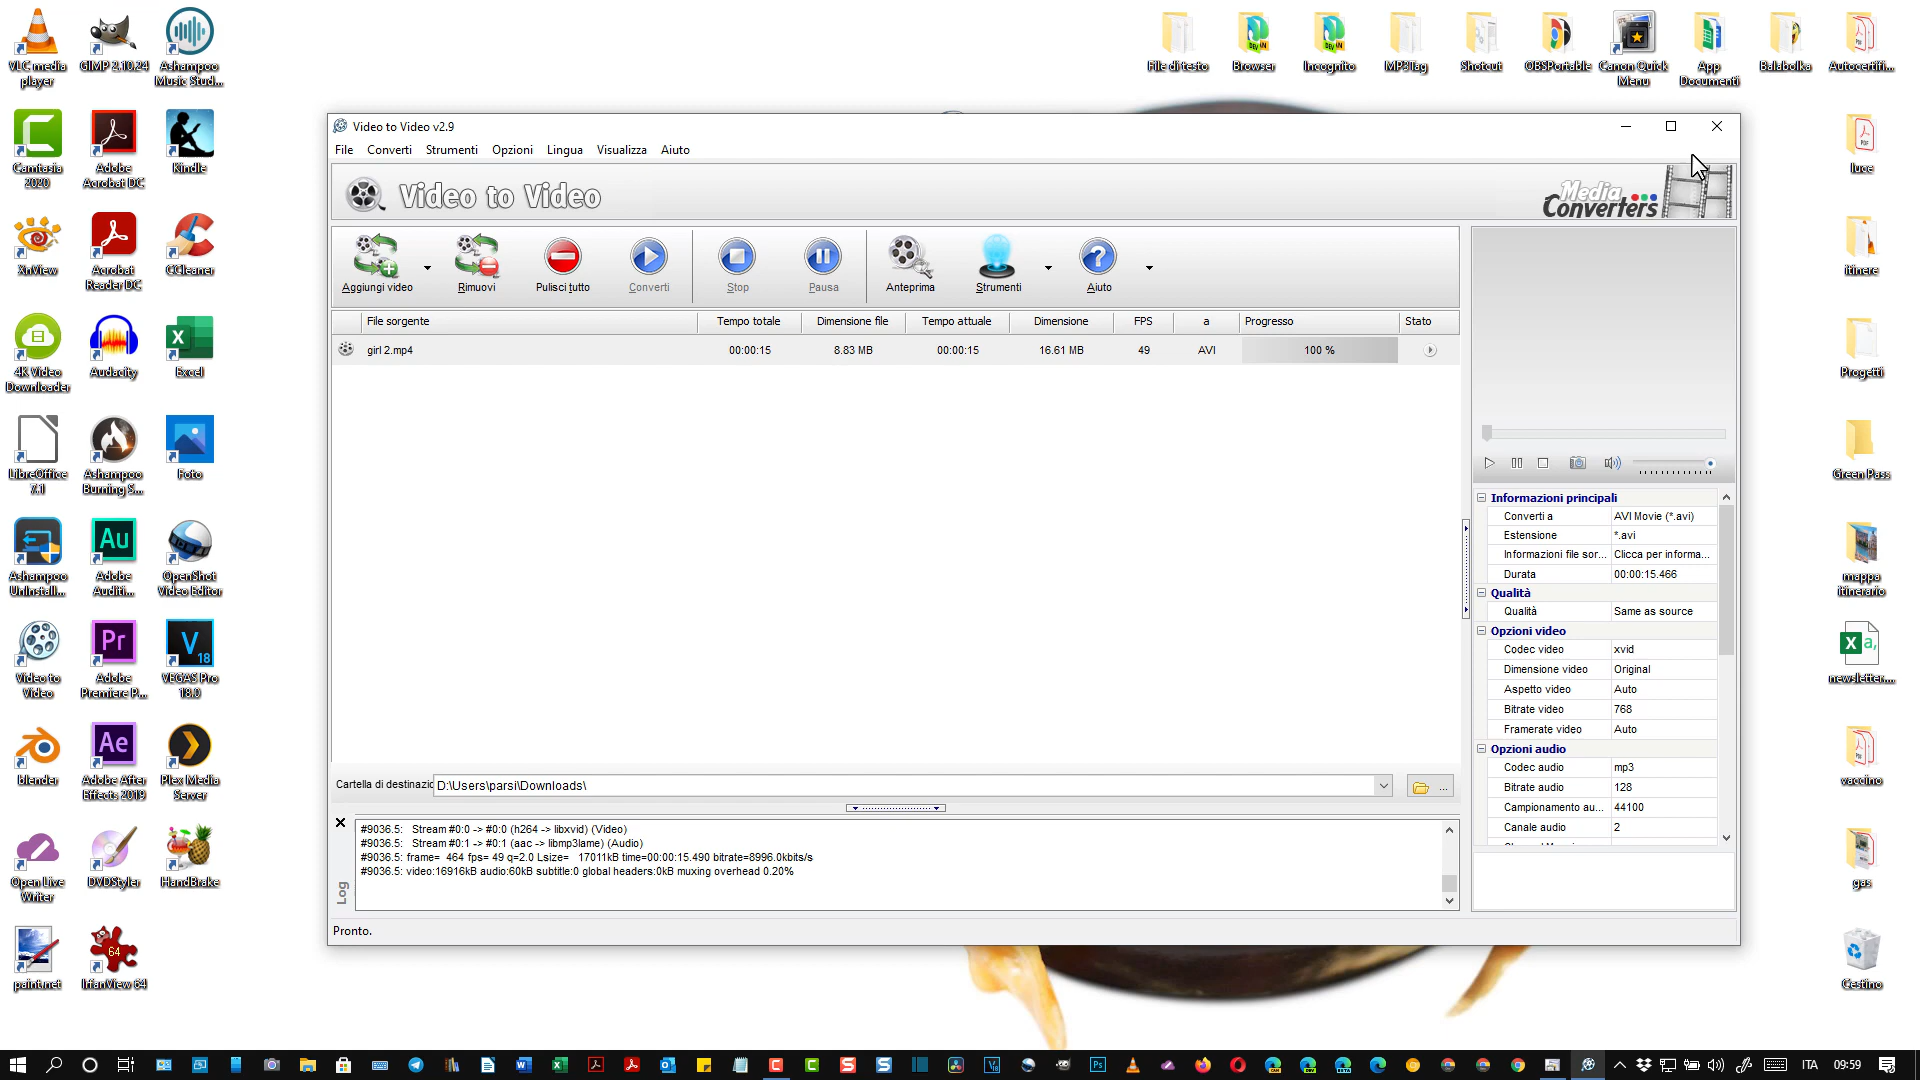 VLC media
player
GIMP 2.10.24
Ashampoo
Music Stud...
File di testo
Browser
Incognito
MP3Tag
Shotcut
OBSPortable
Canon Quick
Menu
App
Documenti
Balabolka
Autocertifi...
Camtasia
2020
Adobe
Acrobat DC
Kindle
XnView
Acrobat
Reader DC
CCleaner
4K Video
Downloader
Audacity
Excel
LibreOffice
7.1
Ashampoo
Burning S...
Foto
Ashampoo
UnInstall...
Adobe
Auditi...
OpenShot
Video Editor
Video to
Video
Adobe
Premiere P...
VEGAS Pro
18.0
blender
Adobe After
Effects 2019
Plex Media
Server
Open Live
Writer
DVDStyler
HandBrake
paint.net
IrfanView 64
Video to Video v2.9
File Converti Strumenti Opzioni Lingua Visualizza Aiuto
Video to Video
Media
Converters
Aggiungi video
Rimuovi
Pulisci tutto
Converti
Stop
Pausa
Anteprima
Strumenti
Aiuto
File sorgente Tempo totale Dimensione file Tempo attuale Dimensione FPS a Progresso Stato
girl 2.mp4 00:00:15 8.83 MB 00:00:15 16.61 MB 49 AVI 100 %
Informazioni principali
Converti a AVI Movie (*.avi)
Estensione *.avi
Informazioni file sor... Clicca per informa...
Durata 00:00:15.466
Qualità
Qualità Same as source
Opzioni video
Codec video xvid
Dimensione video Original
Aspetto video Auto
Bitrate video 768
Framerate video Auto
Opzioni audio
Codec audio mp3
Bitrate audio 128
Campionamento au... 44100
Canale audio 2
Cartella di destinazio D:\Users\parsi\Downloads\
...
Log
#9036.5: Stream #0:0 -> #0:0 (h264 -> libxvid) (Video)
#9036.5: Stream #0:1 -> #0:1 (aac -> libmp3lame) (Audio)
#9036.5: frame= 464 fps= 49 q=2.0 Lsize= 17011kB time=00:00:15.490 bitrate=8996.0kbits/s
#9036.5: video:16916kB audio:60kB subtitle:0 global headers:0kB muxing overhead 0.20%
Pronto.
luce
itinere
Progetti
Green Pass
mappa
itinerario
newsletter....
vaccino
gas
Cestino
ITA 09:59